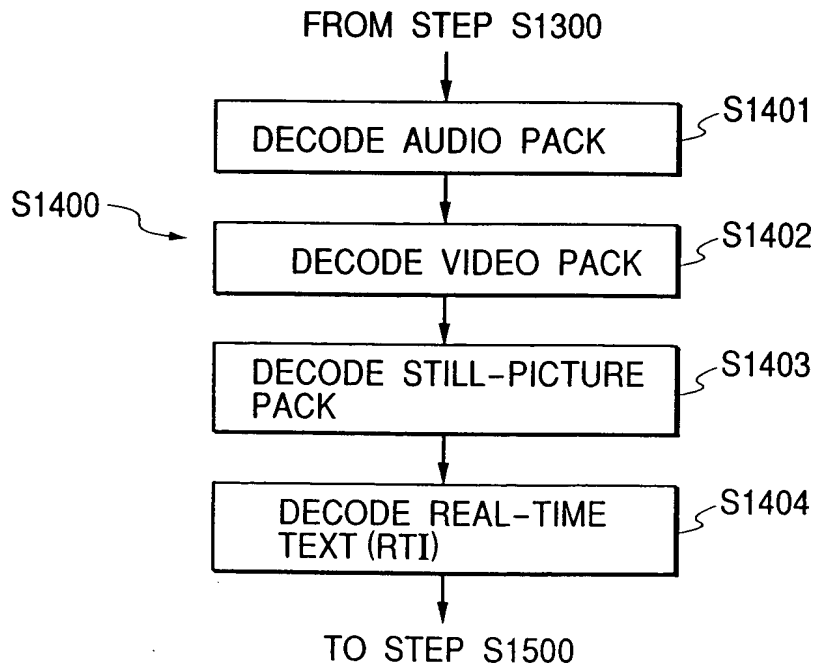 FROM STEP S1300
DECODE AUDIO PACK
S1401
S1400
DECODE VIDEO PACK
S1402
DECODE STILL-PICTURE
PACK
S1403
DECODE REAL-TIME
TEXT (RTI)
S1404
TO STEP S1500